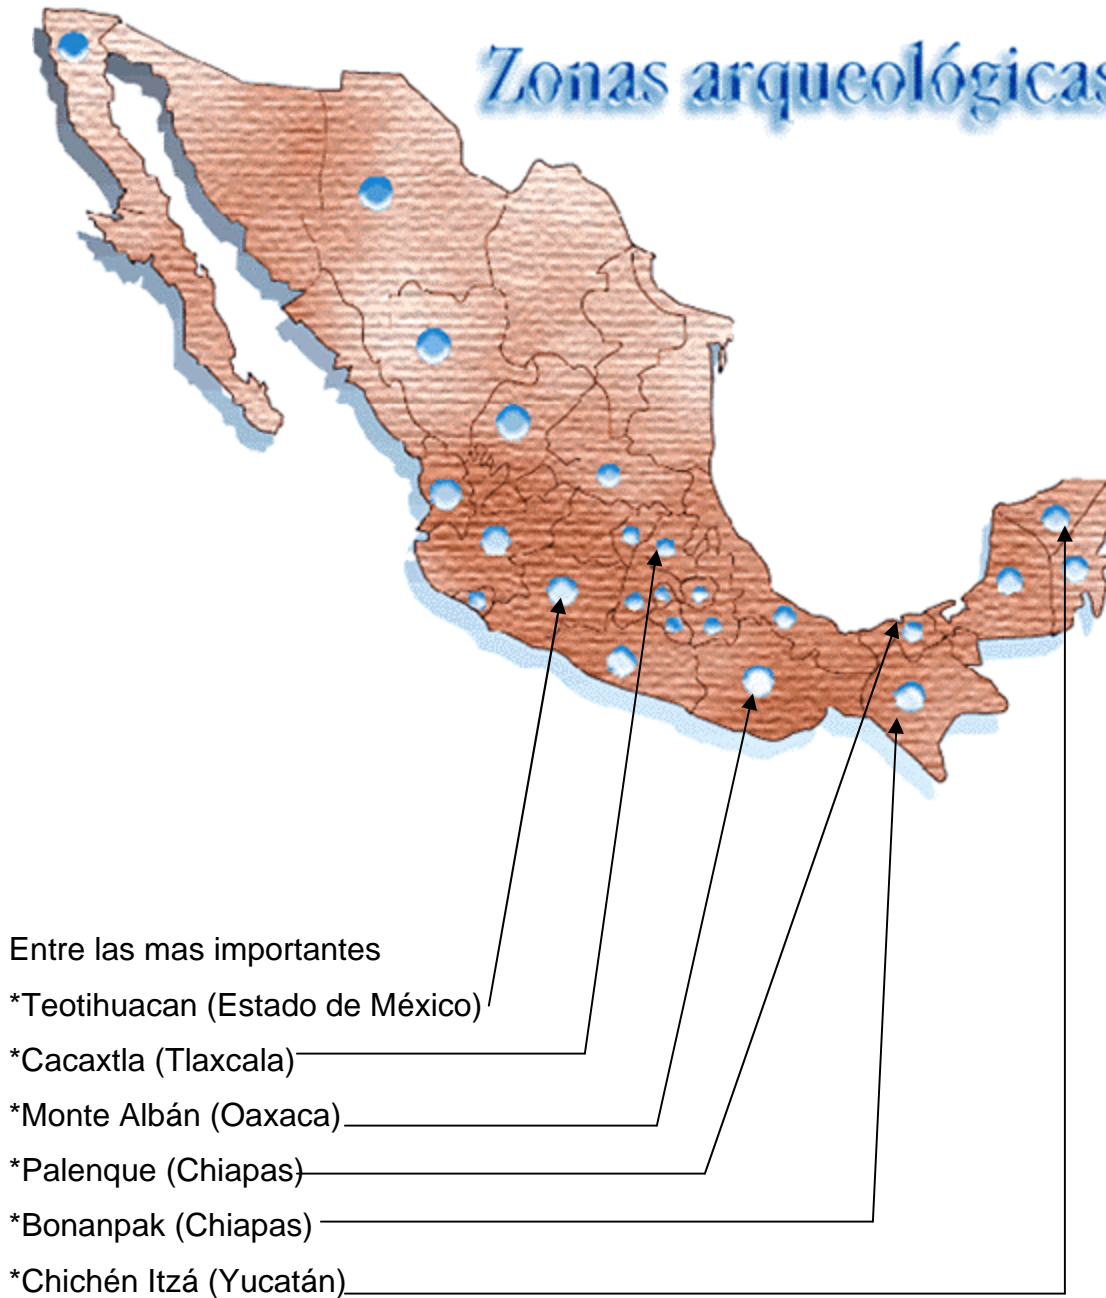 Zonas arqueológicas
Entre las mas importantes
*Teotihuacan (Estado de México)
*Cacaxtla (Tlaxcala)
*Monte Albán (Oaxaca)
*Palenque (Chiapas)
*Bonanpak (Chiapas)
*Chichén Itzá (Yucatán)